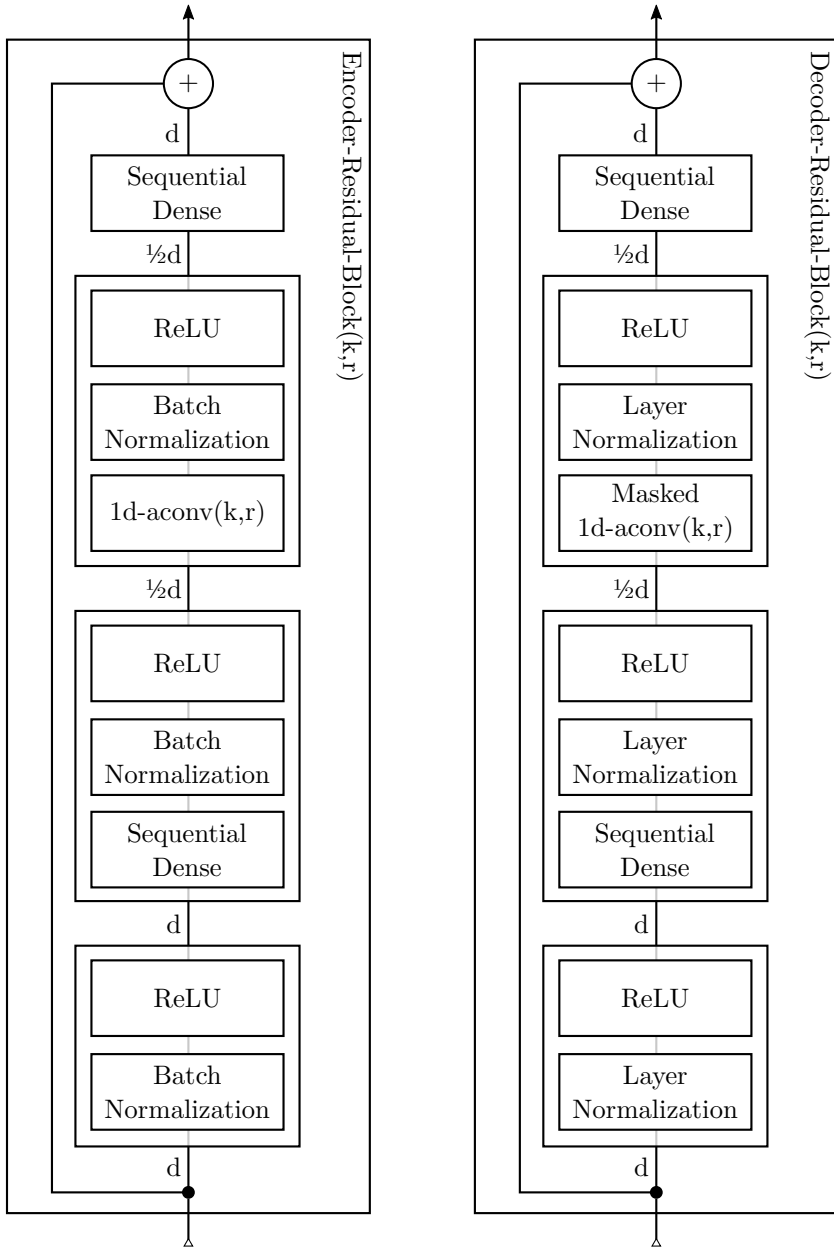 +
d
Sequential
Dense
½d
ReLU
Batch
Normalization
1d-aconv(k,r)
½d
ReLU
Batch
Normalization
Sequential
Dense
d
ReLU
Batch
Normalization
d
Encoder-Residual-Block(k,r)
+
d
Sequential
Dense
½d
ReLU
Layer
Normalization
Masked
1d-aconv(k,r)
½d
ReLU
Layer
Normalization
Sequential
Dense
d
ReLU
Layer
Normalization
d
Decoder-Residual-Block(k,r)